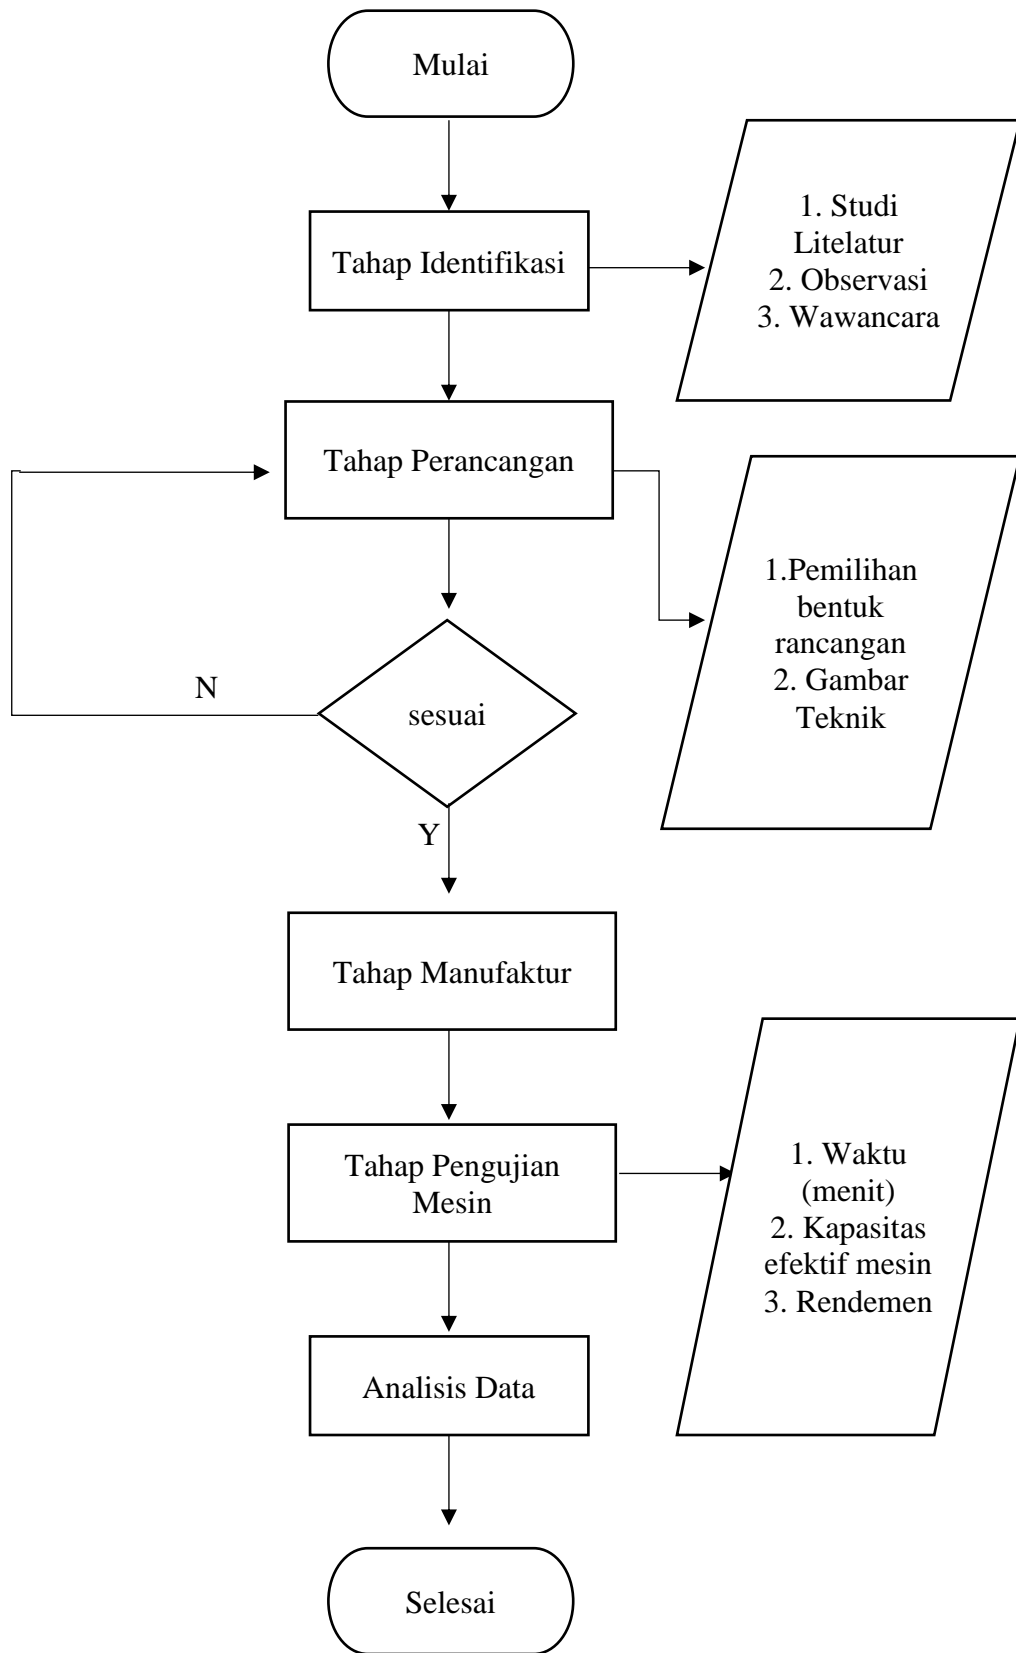 Mulai
Tahap Identifikasi
1. Studi
Litelatur
2. Observasi
3. Wawancara
Tahap Perancangan
1.Pemilihan
bentuk
rancangan
2. Gambar
Teknik
N
sesuai
Y
Tahap Manufaktur
Tahap Pengujian
Mesin
1. Waktu
(menit)
2. Kapasitas
efektif mesin
3. Rendemen
Analisis Data
Selesai